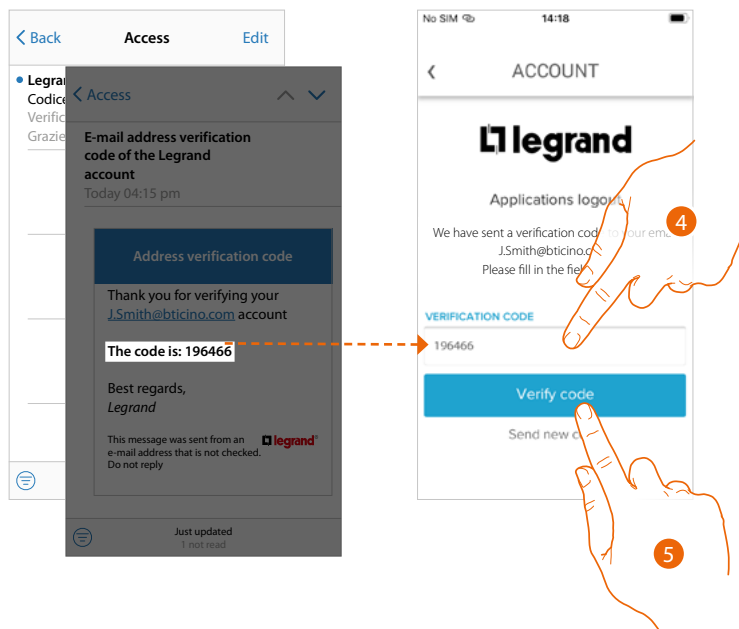 Back
Access
Edit
Legra
Codice
Verific
Grazie
Access
E-mail address verification
code of the Legrand
account
Today 04:15 pm
Address verification code
Thank you for verifying your
J.Smith@bticino.com account
The code is: 196466
Best regards,
Legrand
This message was sent from an
e-mail address that is not checked.
Do not reply
legrand®
Just updated
1 not read
No SIM
14:18
ACCOUNT
legrand
Applications logou
We have sent a verification cod to your ema
J.Smith@bticino.c
Please fill in the fiel
VERIFICATION CODE
196466
Verify code
Send new c
4
5